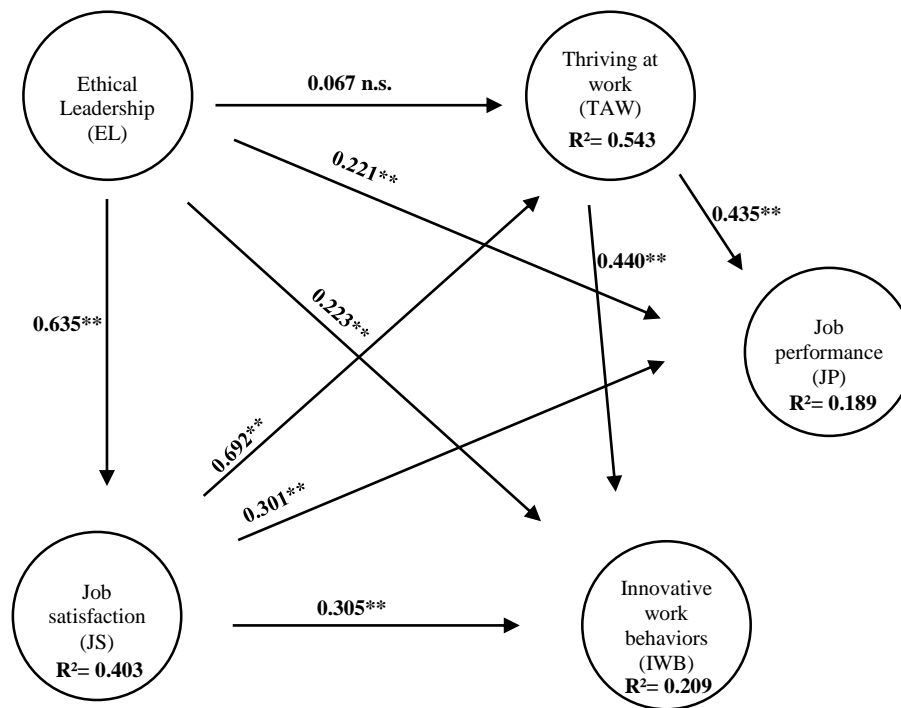 Ethical
Leadership
(EL)
0.067 n.s.
Thriving at
work
(TAW)
R²= 0.543
0.221**
0.435**
0.440**
0.635**
0.223**
Job
performance
(JP)
R²= 0.189
0.692**
0.301**
Job
satisfaction
(JS)
R²= 0.403
0.305**
Innovative
work
behaviors
(IWB)
R²= 0.209